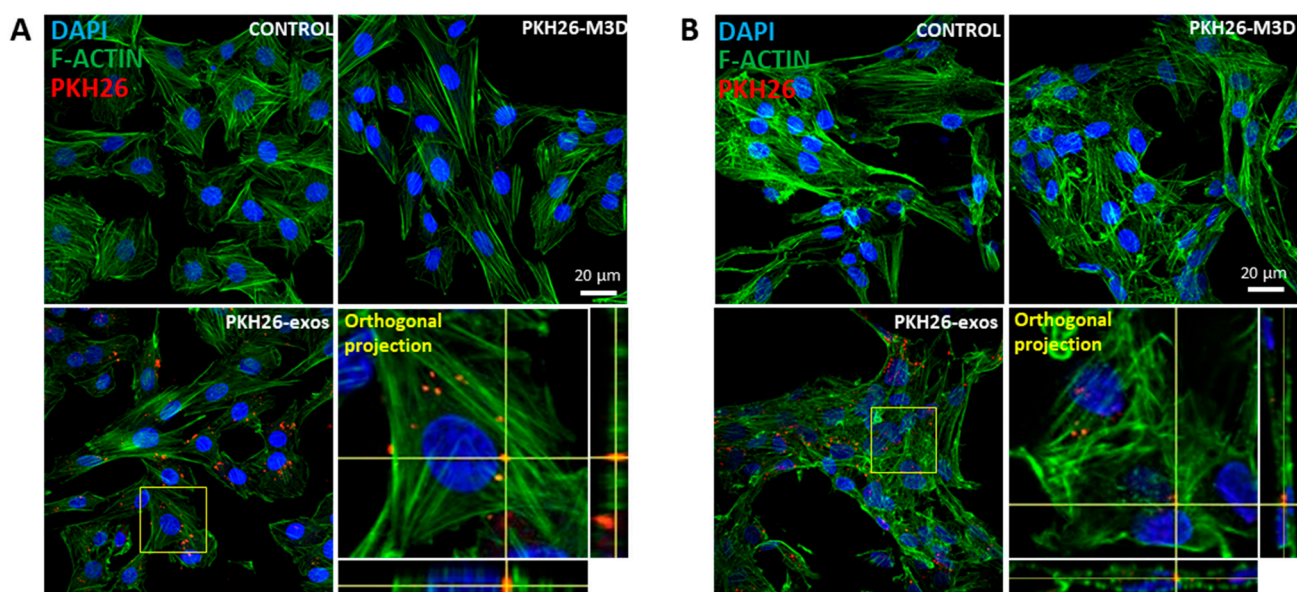 A
DAPI
F-ACTIN
PKH26
CONTROL
PKH26-M3D
20 µm
PKH26-exos
Orthogonal
projection
B
DAPI
F-ACTIN
PKH26
CONTROL
PKH26-M3D
20 µm
PKH26-exos
Orthogonal
projection